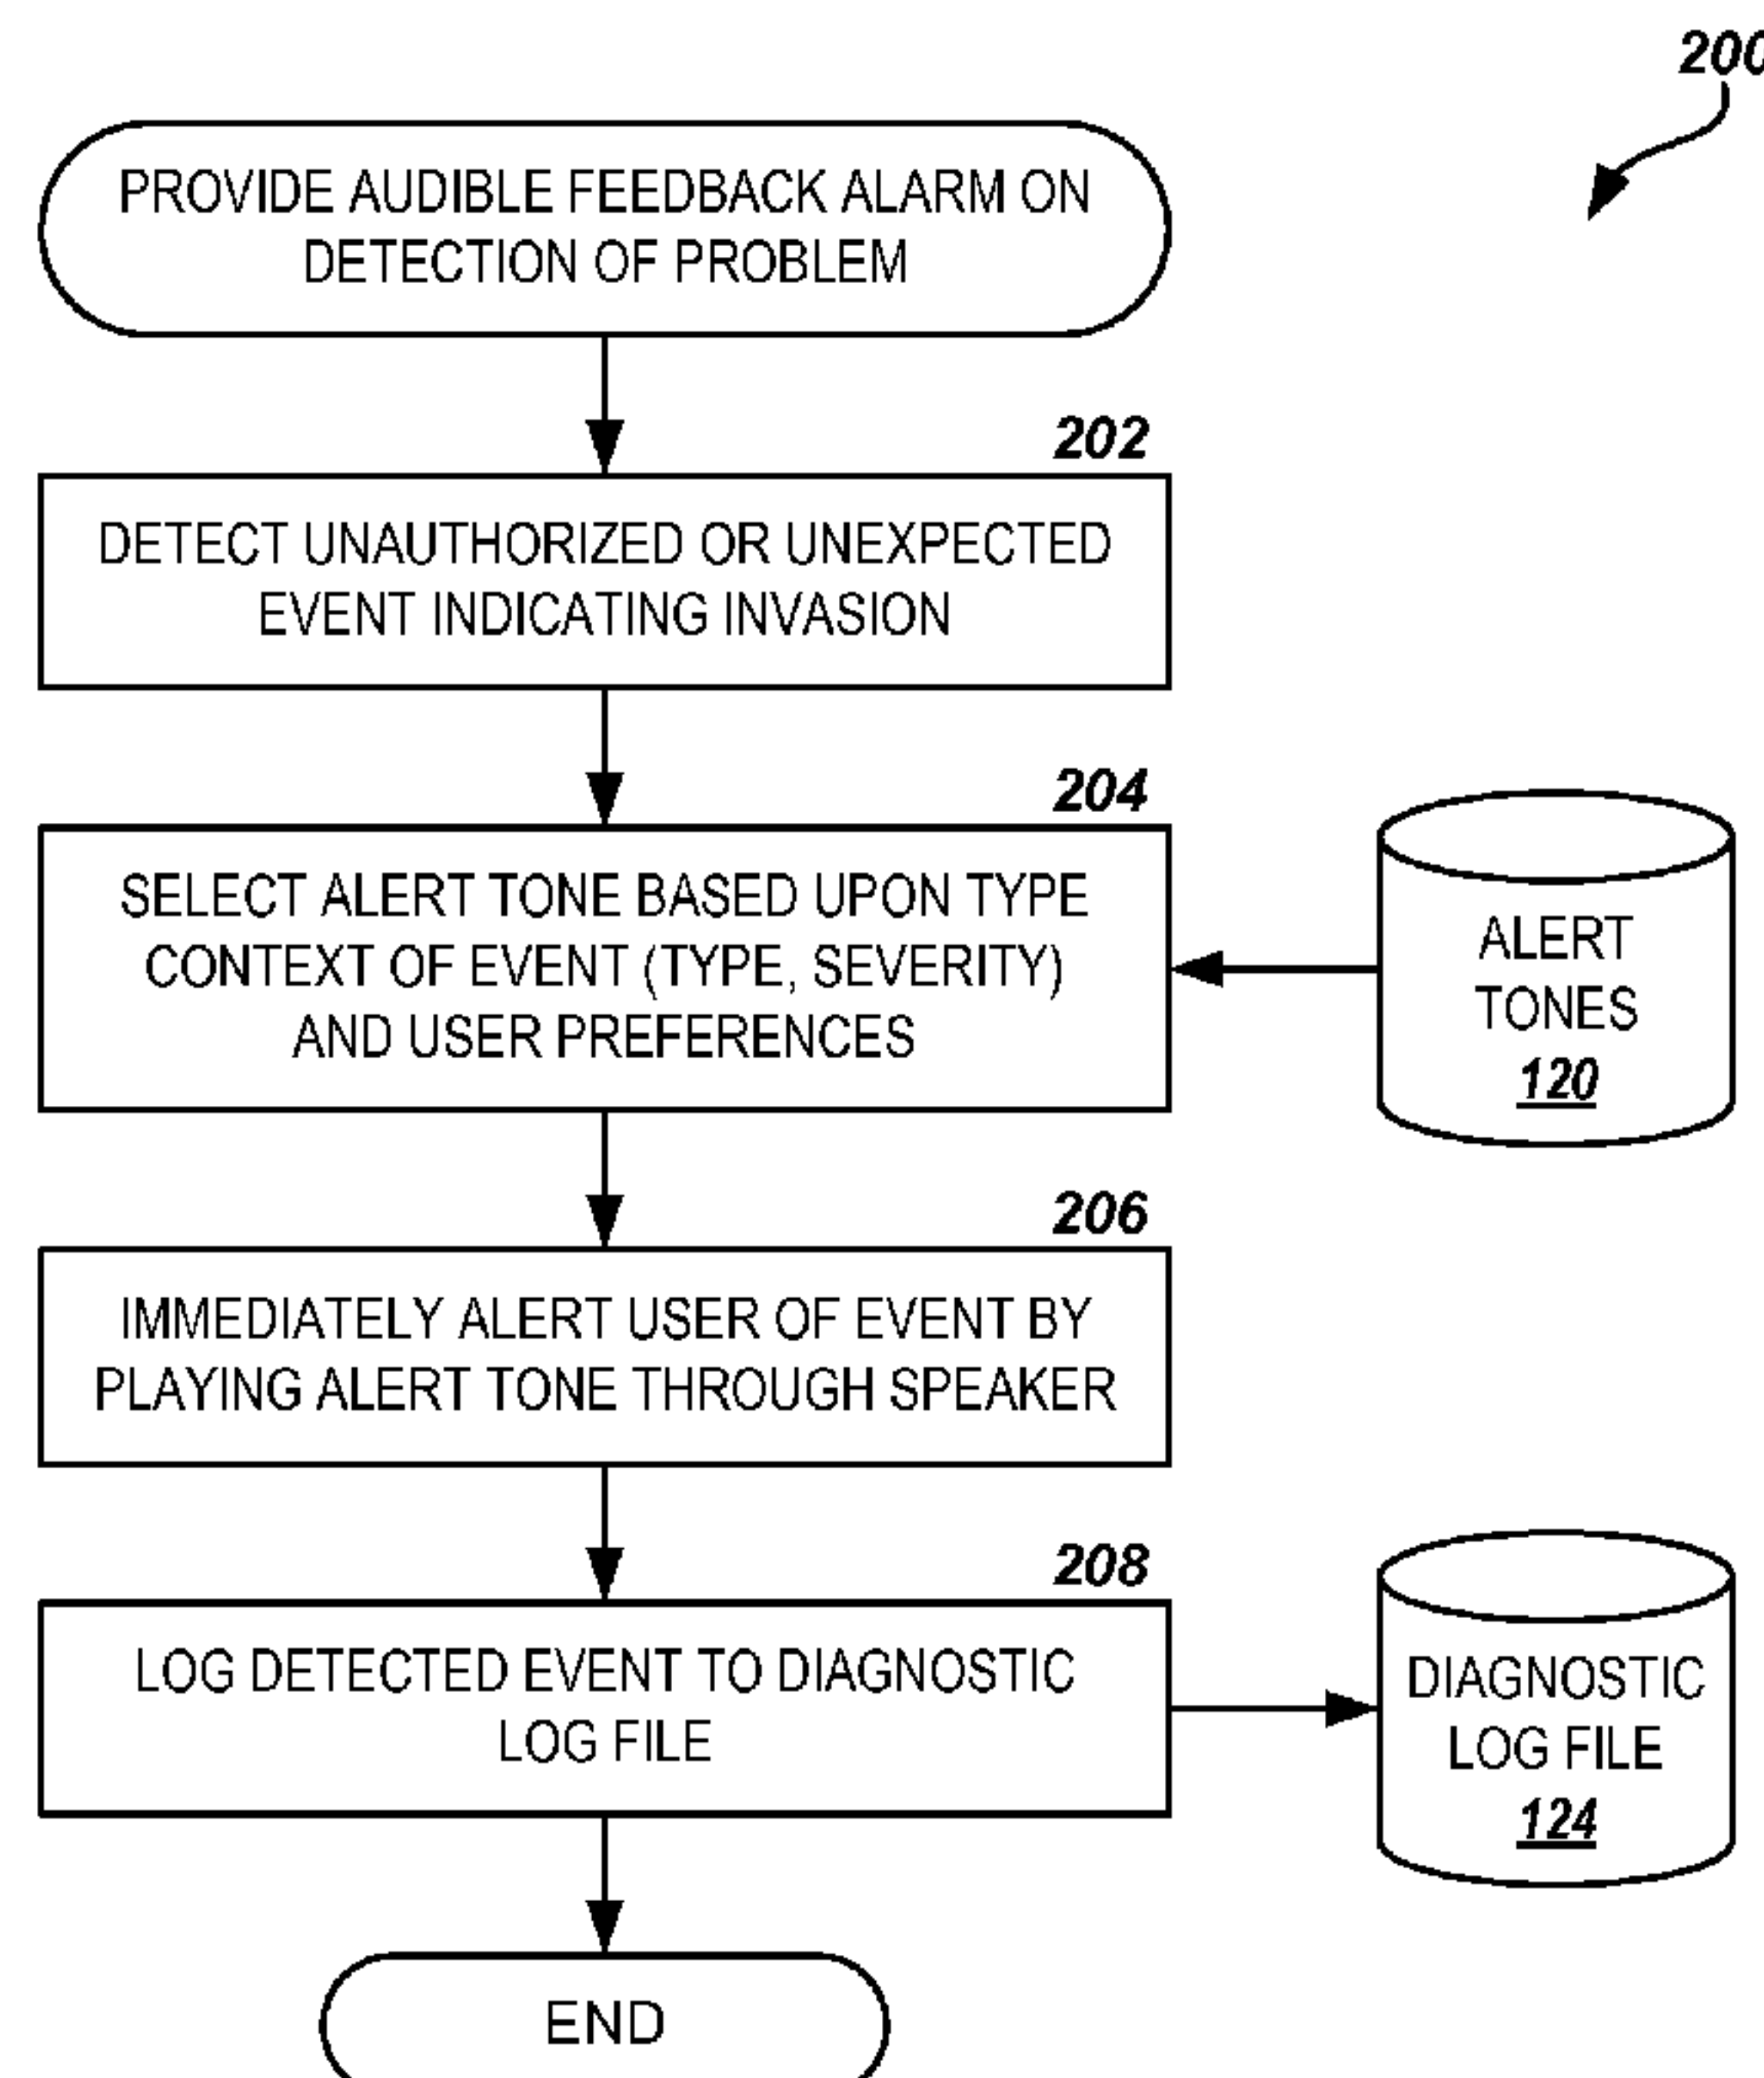 200
PROVIDE AUDIBLE FEEDBACK ALARM ON
DETECTION OF PROBLEM
202
DETECT UNAUTHORIZED OR UNEXPECTED
EVENT INDICATING INVASION
204
SELECT ALERT TONE BASED UPON TYPE
CONTEXT OF EVENT (TYPE, SEVERITY)
AND USER PREFERENCES
ALERT
TONES
120
206
IMMEDIATELY ALERT USER OF EVENT BY
PLAYING ALERT TONE THROUGH SPEAKER
208
LOG DETECTED EVENT TO DIAGNOSTIC
LOG FILE
DIAGNOSTIC
LOG FILE
124
END